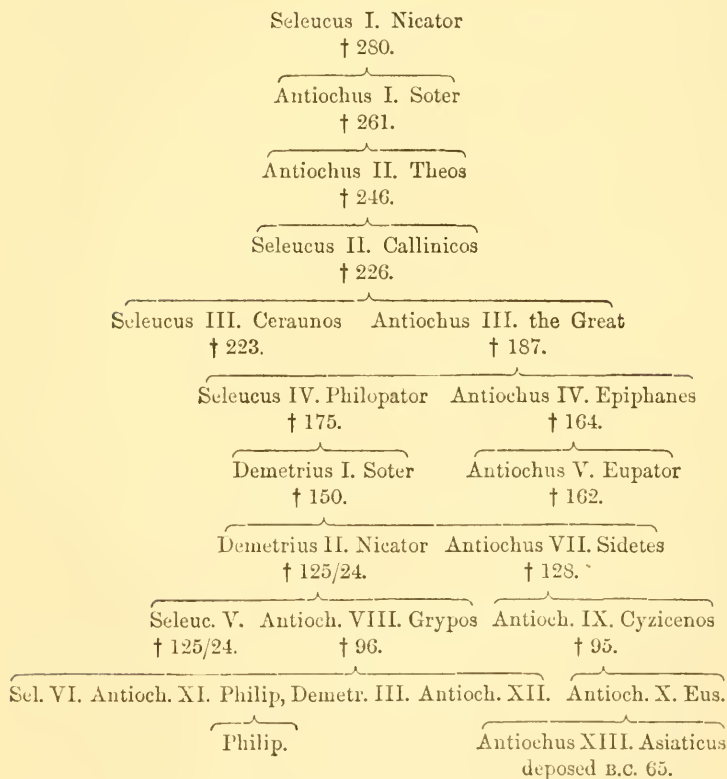 Seleucus I. Nicator
† 280.
Antiochus I. Soter
† 261.
Antiochus II. Theos
† 246.
Seleucus II. Callinicos
† 226.
Seleucus III. Ceraunos Antiochus III. the Great
† 223. † 187.
Seleucus IV. Philopator Antiochus IV. Epiphanes
† 175. † 164.
Demetrius I. Soter Antiochus V. Eupator
† 150. † 162.
Demetrius II. Nicator Antiochus VII. Sidetes
† 125/24. † 128.
Seleuc. V. Antioch. VIII. Grypos Antioch. IX. Cyzicenos
† 125/24. † 96. † 95.
Sel. VI. Antioch. XI. Philip, Demetr. III. Antioch. XII. Antioch. X. Eus.
Philip. Antiochus XIII. Asiaticus
deposed B.C. 65.